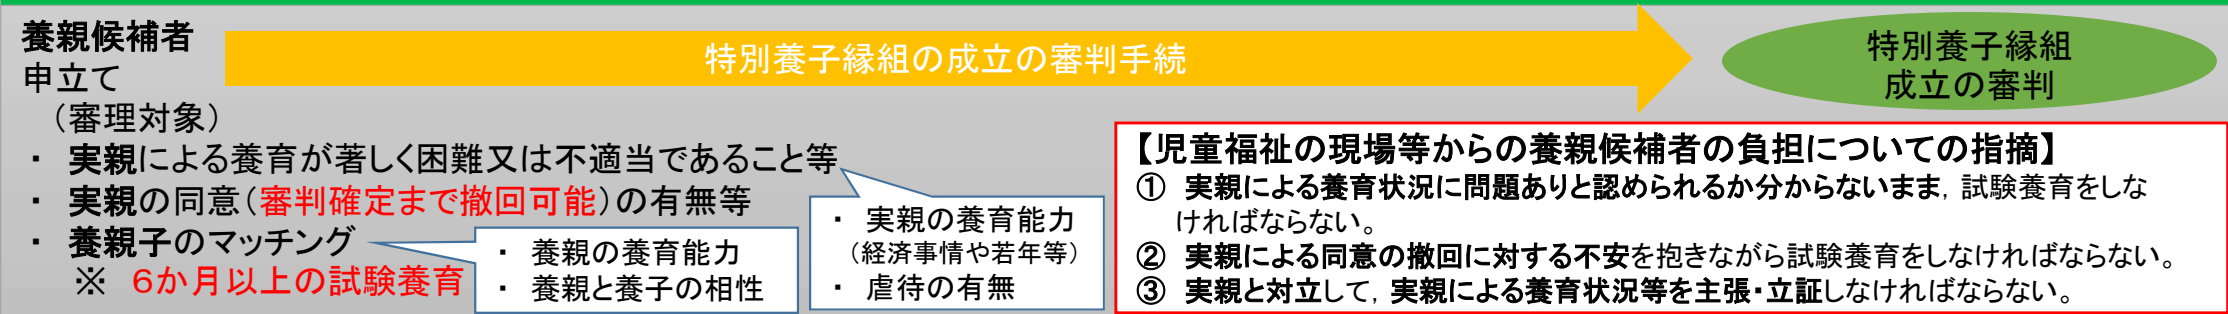 養親候補者
申立て
特別養子縁組の成立の審判手続
特別養子縁組
成立の審判
（審理対象）
・ 実親による養育が著しく困難又は不適当であること等
・ 実親の同意（審判確定まで撤回可能）の有無等
・ 養親子のマッチング
※ ６か月以上の試験養育
・ 養親の養育能力
・ 養親と養子の相性
・ 実親の養育能力
（経済事情や若年等）
・ 虐待の有無
【児童福祉の現場等からの養親候補者の負担についての指摘】
① 実親による養育状況に問題ありと認められるか分からないまま，試験養育をしな
ければならない。
② 実親による同意の撤回に対する不安を抱きながら試験養育をしなければならない。
③ 実親と対立して，実親による養育状況等を主張・立証しなければならない。